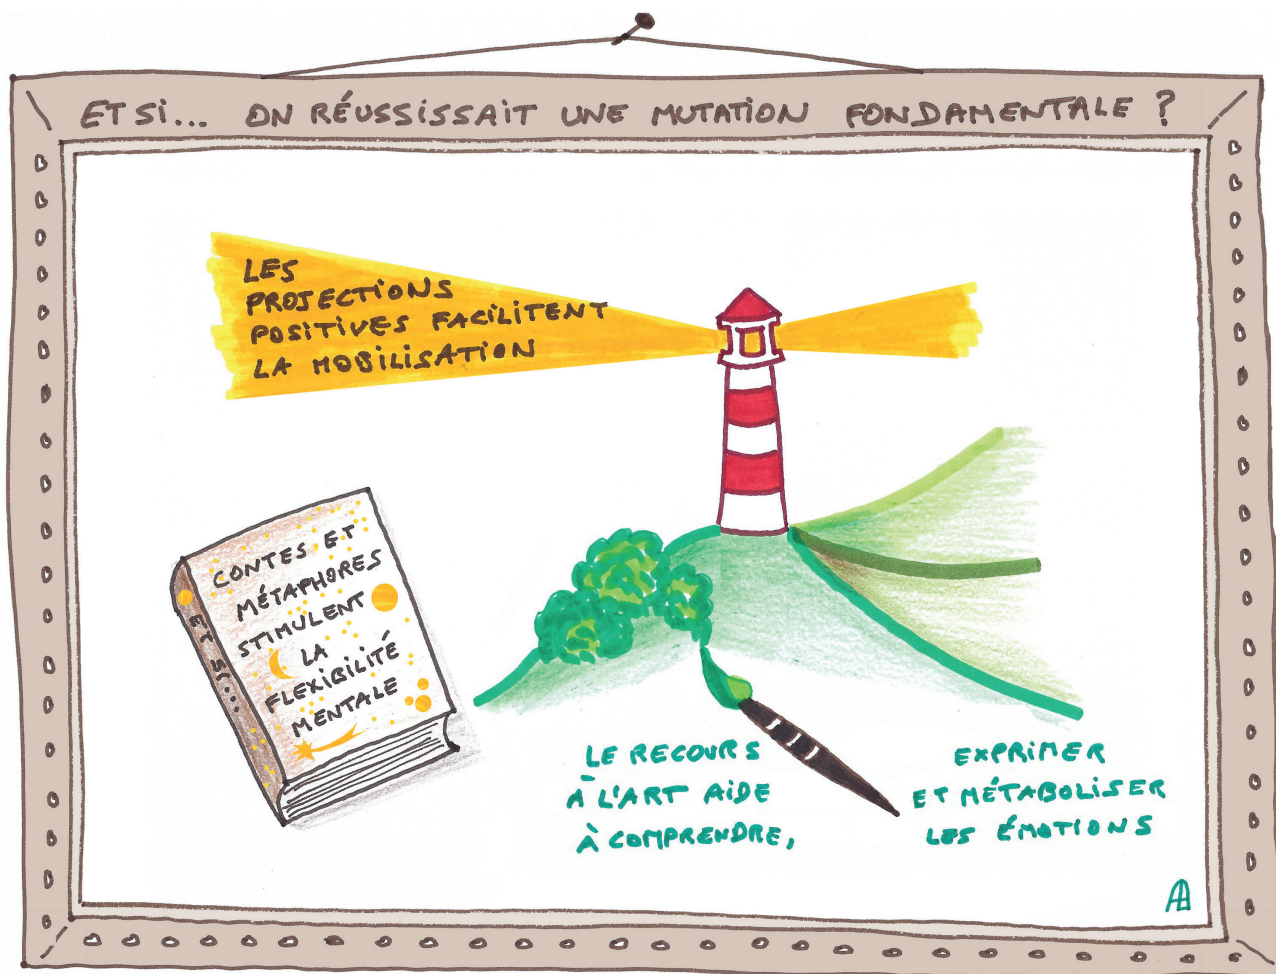 ET SI... ON RÉUSSISSAIT UNE MUTATION FONDAMENTALE ?
LES
PROJECTIONS
POSITIVES FACILITENT
LA MOBILISATION
CONTES ET
MÉTAPHORES
STIMULENT
LA
FLEXIBILITÉ
MENTALE
ET SI...
LE RECOURS
À L'ART AIDE
À COMPRENDRE,
EXPRIMER
ET MÉTABOLISER
LES ÉMOTIONS